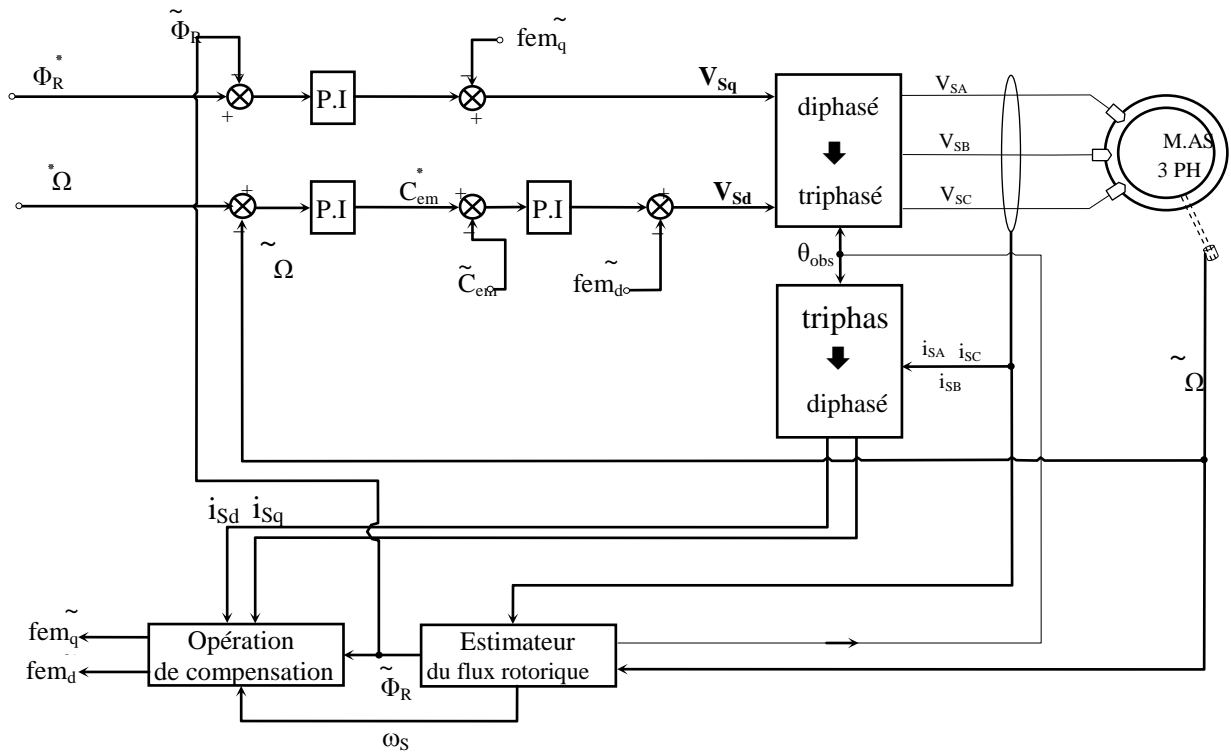 Φ̃R
fem̃q
Φ*R
P.I
VSq
+
+
diphasé
triphasé
VSA
VSB
VSC
M.AS
3 PH
*Ω
+
P.I
C*em
+
P.I
+
VSd
Ω̃
C̃em
fem̃d
θobs
triphas
diphasé
iSA iSC
iSB
Ω̃
iSd iSq
fem̃q
femd
Opération
de compensation
Φ̃R
Estimateur
du flux rotorique
ωS